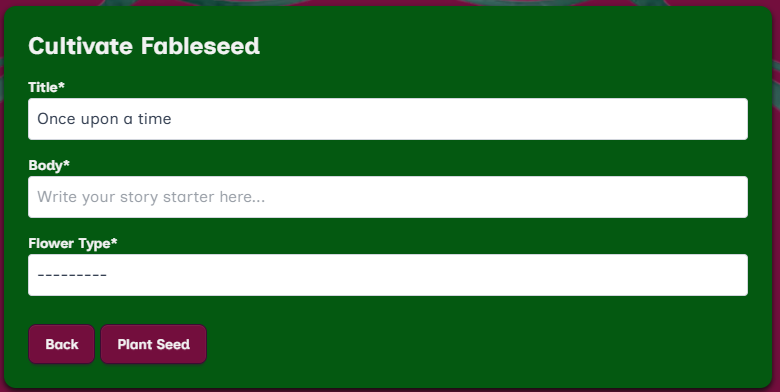 Cultivate Fableseed
Title*
Once upon a time
Body*
Write your story starter here...
Flower Type*
---------
Back
Plant Seed